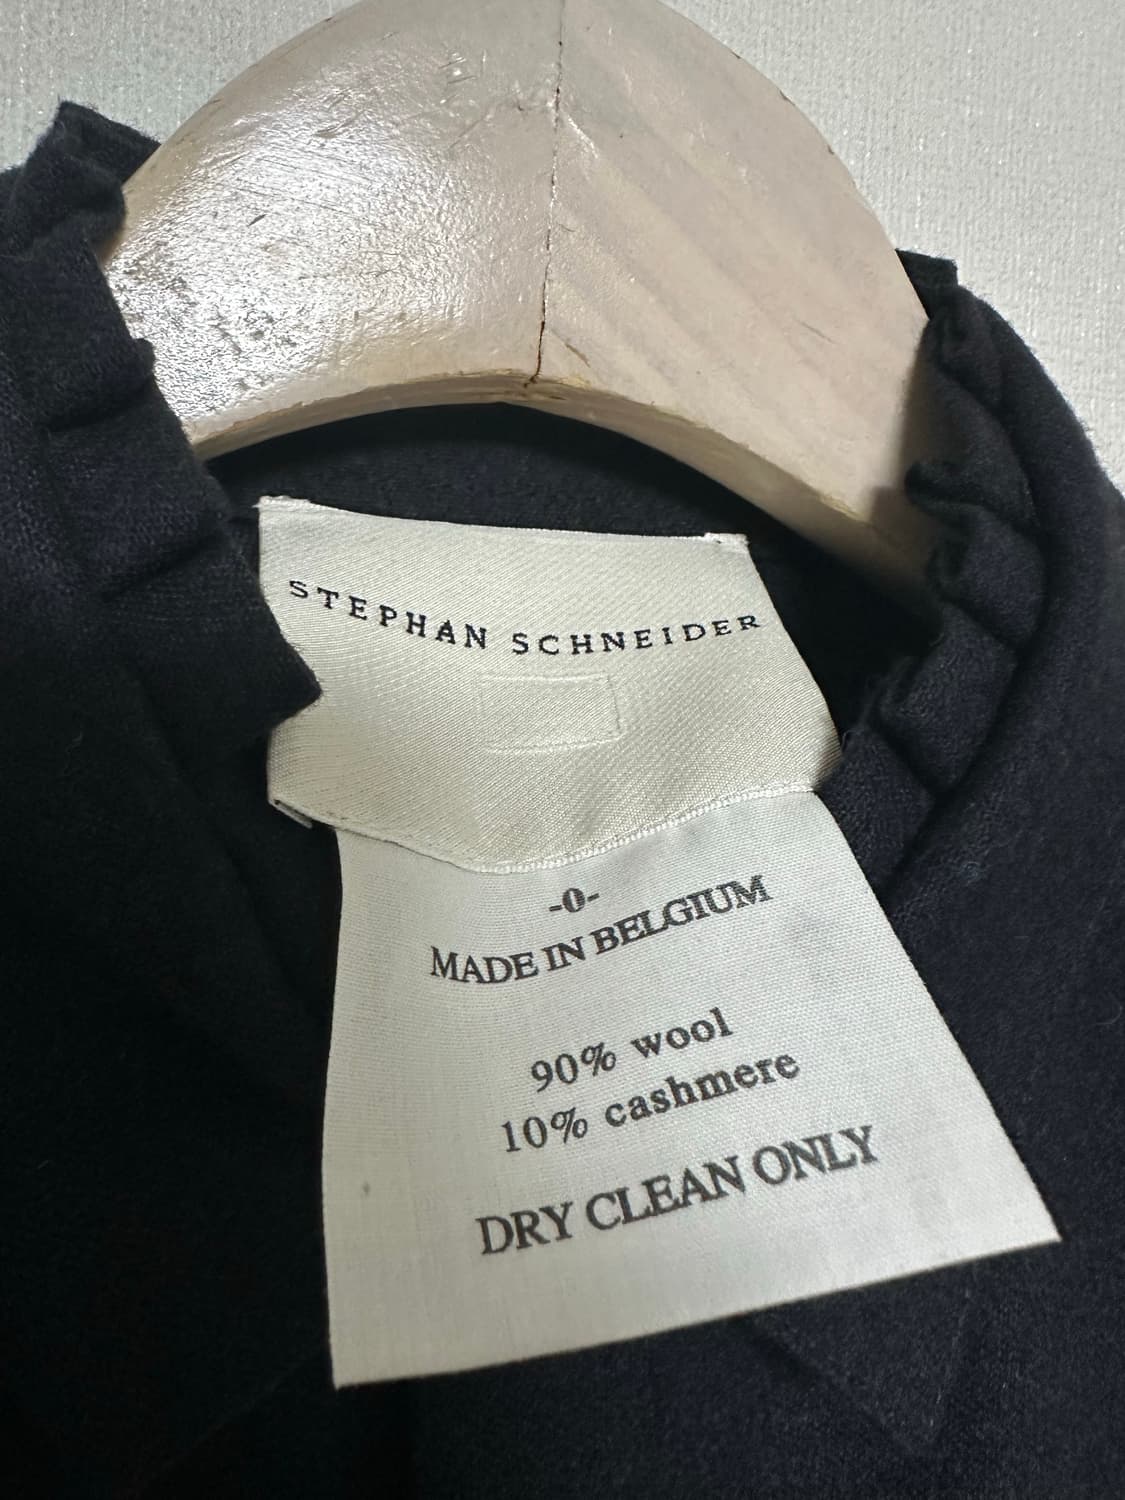 STEPHAN SCHNEIDER
-0-
MADE IN BELGIUM
90% wool
10% cashmere
DRY CLEAN ONLY